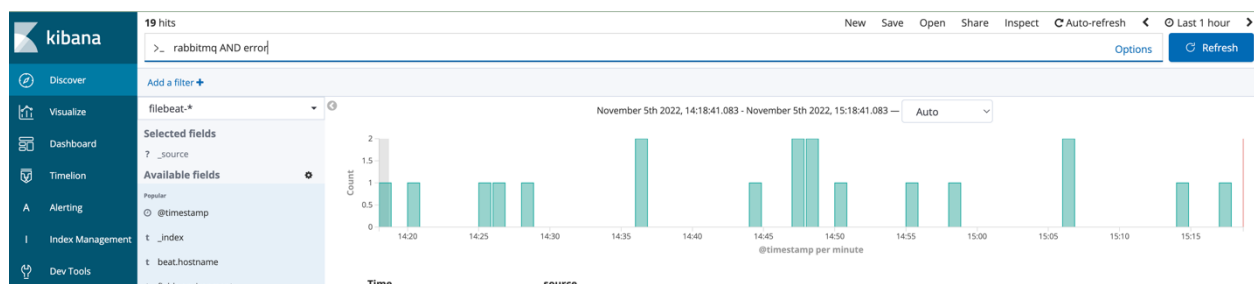 kibana
Discover
Visualize
Dashboard
Timelion
A Alerting
I Index Management
Dev Tools
19 hits
New Save Open Share Inspect Auto-refresh Last 1 hour
>_ rabbitmq AND error
Options
Refresh
Add a filter +
filebeat-*
Selected fields
? _source
Available fields
Popular
@timestamp
t _index
t beat.hostname
November 5th 2022, 14:18:41.083 - November 5th 2022, 15:18:41.083 —
Auto
Count
2
1.5
1
0.5
0
14:20 14:25 14:30 14:35 14:40 14:45 14:50 14:55 15:00 15:05 15:10 15:15
@timestamp per minute
Time source